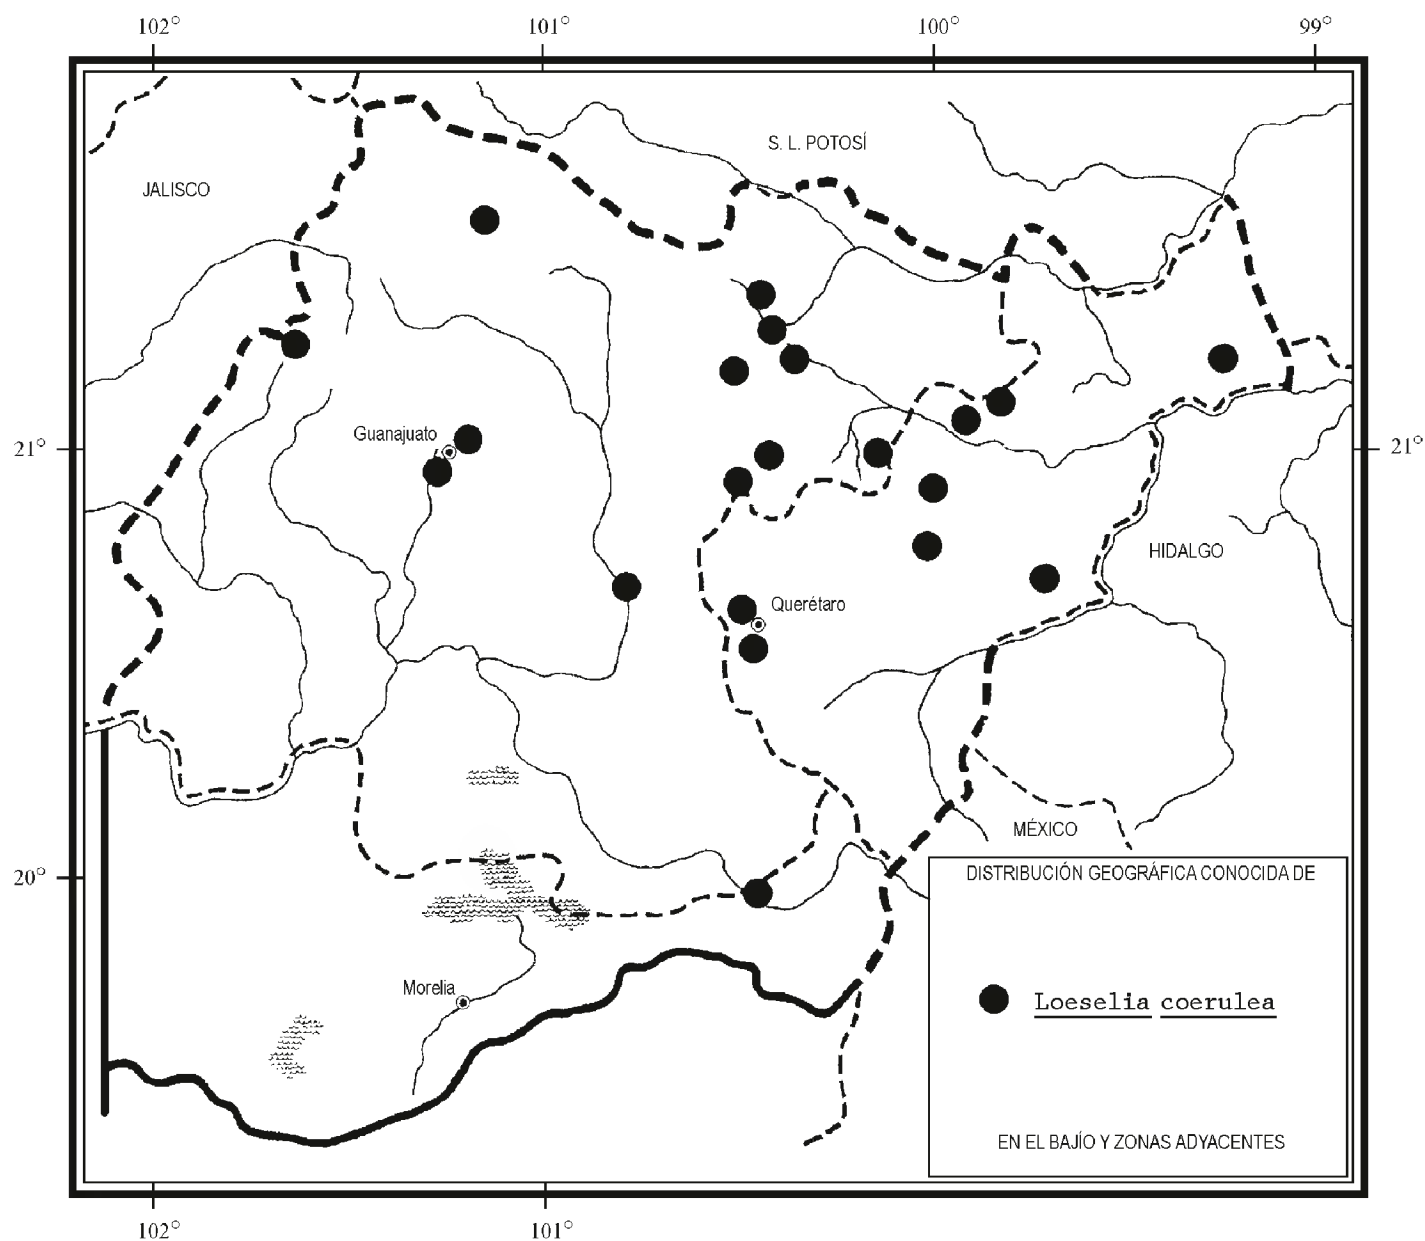 102° 101° 100° 99°
S. L. POTOSÍ
JALISCO
Guanajuato
21° 21°
HIDALGO
Querétaro
MÉXICO
20°
DISTRIBUCIÓN GEOGRÁFICA CONOCIDA DE
Morelia
Loeselia coerulea
EN EL BAJÍO Y ZONAS ADYACENTES
102° 101°